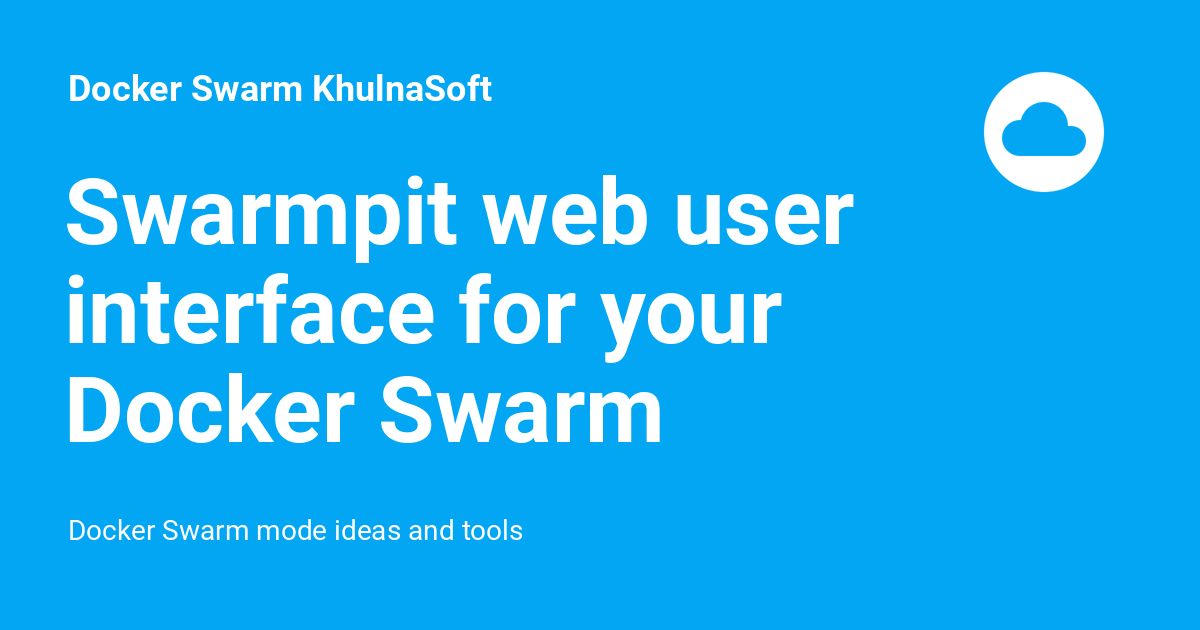 Docker Swarm KhulnaSoft
Swarmpit web user
interface for your
Docker Swarm
Docker Swarm mode ideas and tools